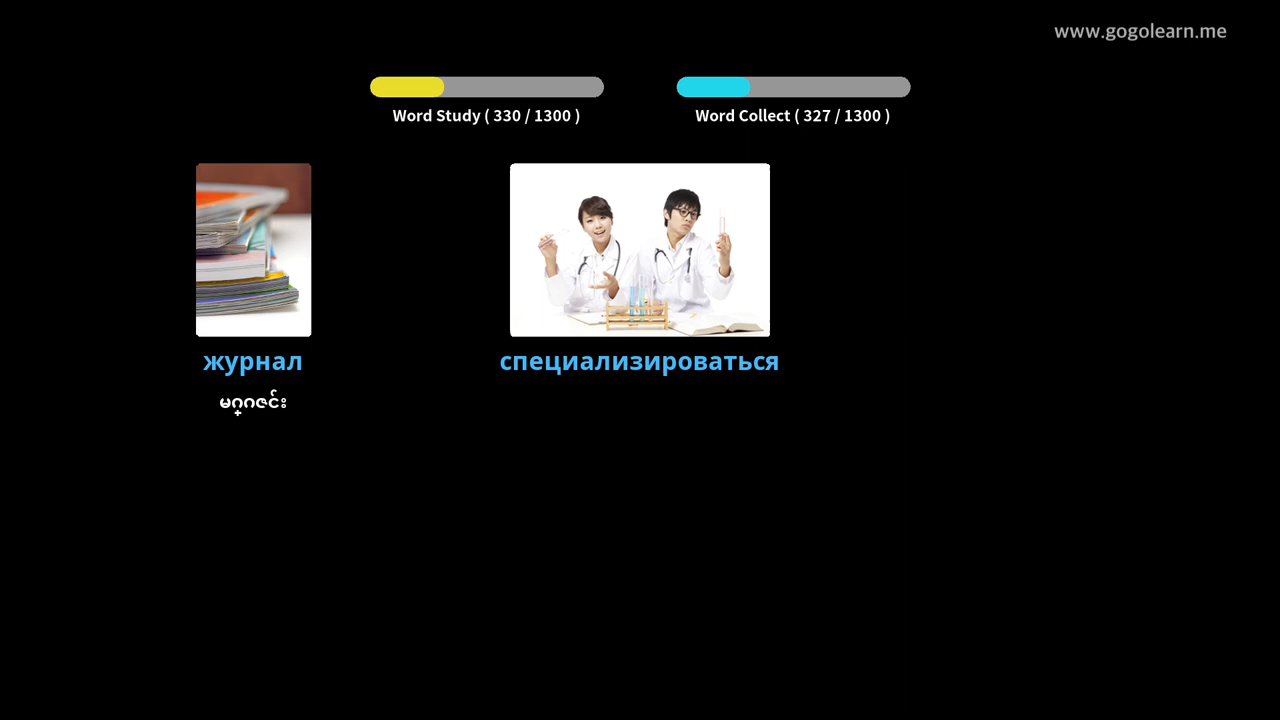 www.gogolearn.me
Word Study ( 330 / 1300 )
Word Collect ( 327 / 1300 )
журнал
специализироваться
မဂ္ဂဇင်း